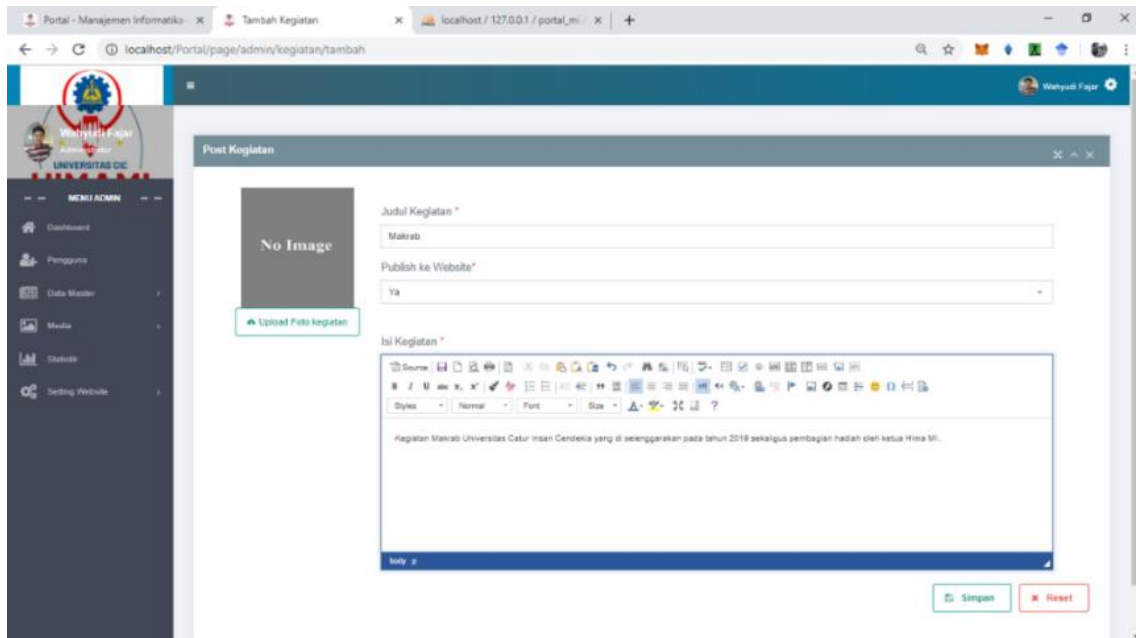 Portal - Manajemen Informatika
Tambah Kegiatan
localhost / 127.0.0.1 / portal_mi
localhost/Portal/page/admin/kegiatan/tambah
Wahyudi Fajar
Wahyudi Fajar
Administrator
UNIVERSITAS CIC
HIMAMI
MENU ADMIN
Dashboard
Pengguna
Data Master
Media
Statistik
Setting Website
Post Kegiatan
No Image
Upload Foto kegiatan
Judul Kegiatan *
Makrab
Publish ke Website*
Ya
Isi Kegiatan *
Source
Styles Normal Font Size
Kegiatan Makrab Universitas Catur Insan Cendekia yang di selenggarakan pada tahun 2019 sekaligus pembagian hadiah oleh ketua Hima MI.
body p
Simpan
Reset